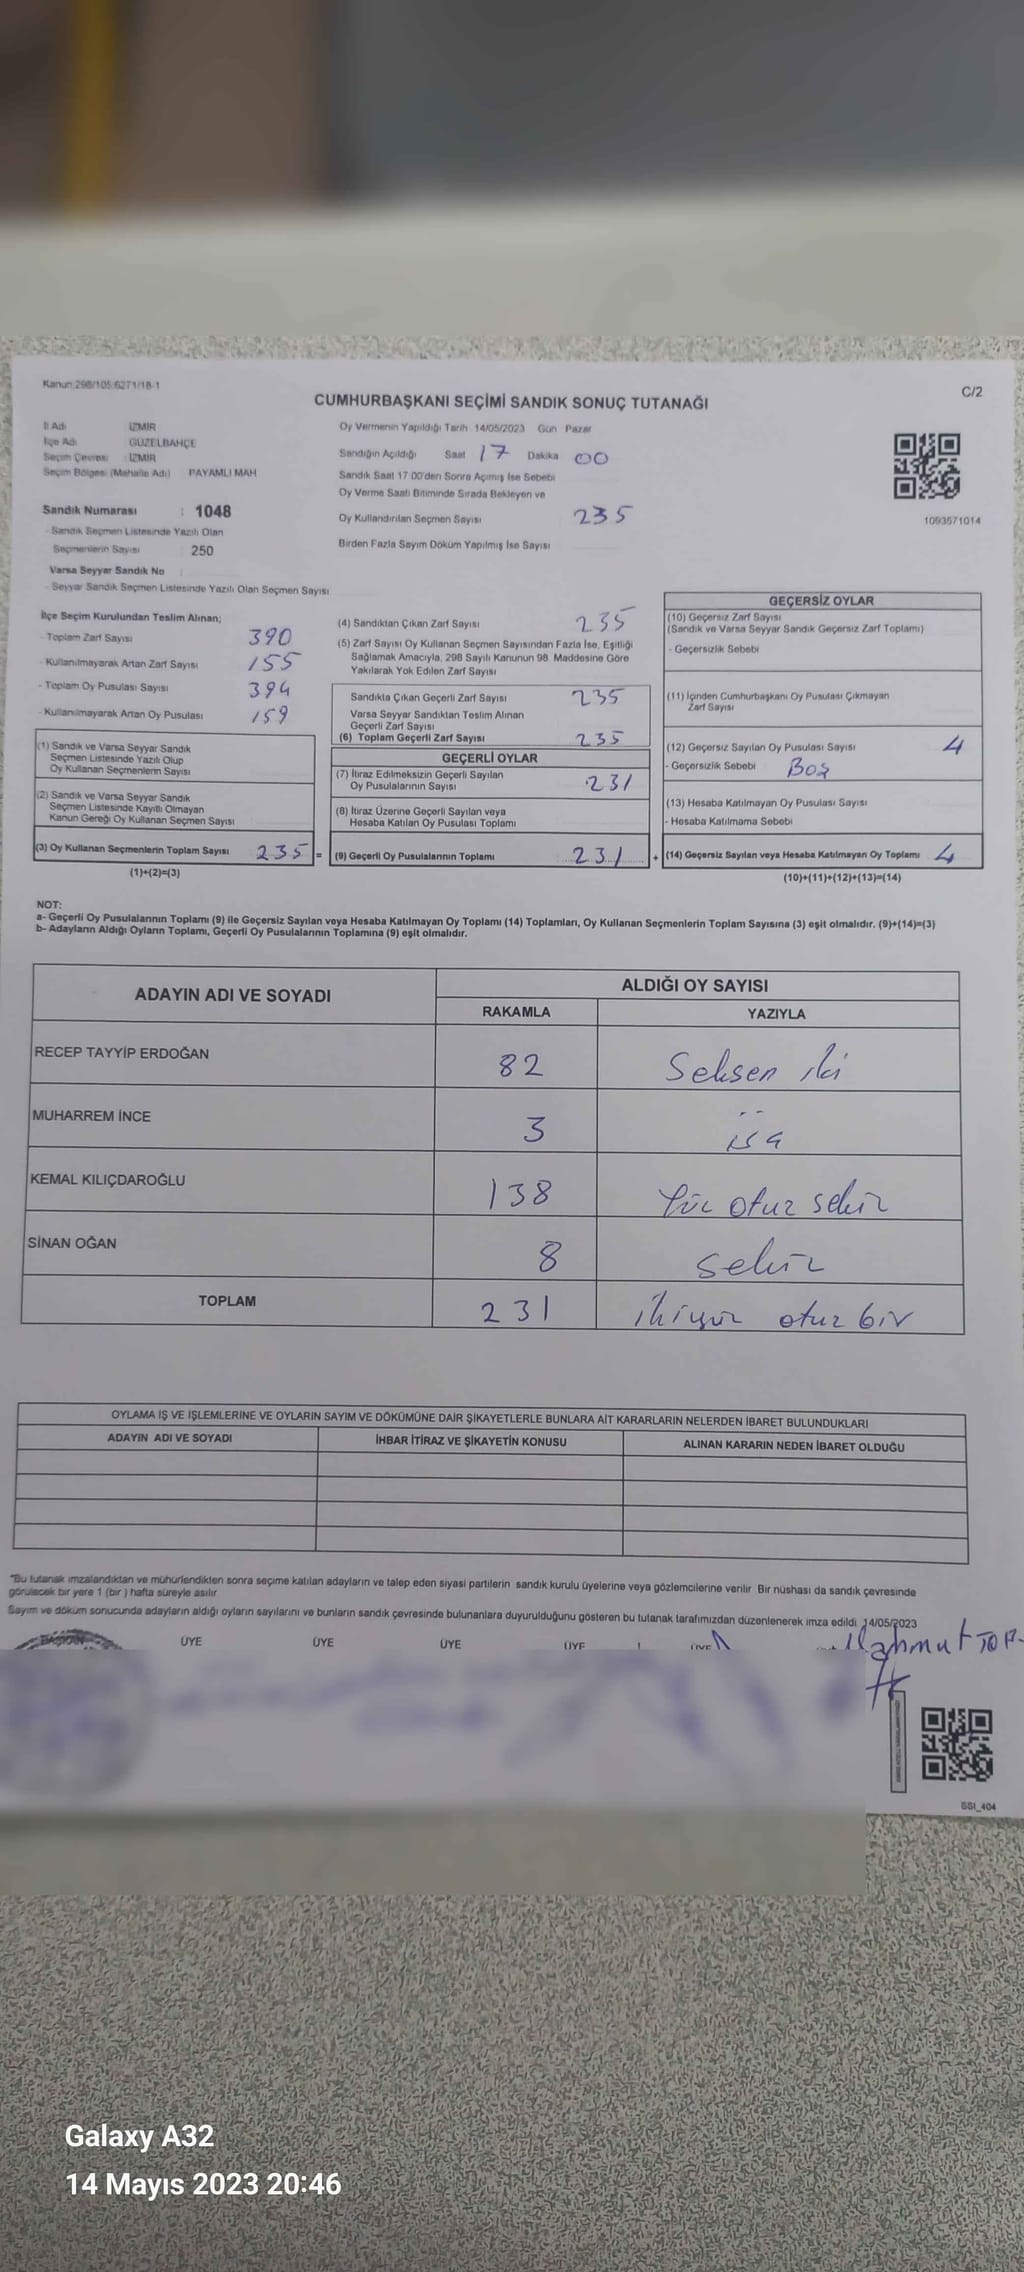 Kanun:298/105 6271/18-1
C/2
CUMHURBAŞKANI SEÇİMİ SANDIK SONUÇ TUTANAĞI
İl Adı : İZMİR
İlçe Adı : GÜZELBAHÇE
Seçim Çevresi : İZMİR
Seçim Bölgesi (Mahalle Adı) PAYAMLI MAH
Sandık Numarası : 1048
- Sandık Seçmen Listesinde Yazılı Olan
Seçmenlerin Sayısı : 250
Varsa Seyyar Sandık No
- Seyyar Sandık Seçmen Listesinde Yazılı Olan Seçmen Sayısı
Oy Vermenin Yapıldığı Tarih 14/05/2023 Gün Pazar
Sandığın Açıldığı Saat 17 Dakika 00
Sandık Saat 17 00'den Sonra Açılmış İse Sebebi
Oy Verme Saati Bitiminde Sırada Bekleyen ve
Oy Kullandırılan Seçmen Sayısı 235
Birden Fazla Sayım Döküm Yapılmış İse Sayısı
1093571014
İlçe Seçim Kurulundan Teslim Alınan;
- Toplam Zarf Sayısı 390
- Kullanılmayarak Artan Zarf Sayısı 155
- Toplam Oy Pusulası Sayısı 394
- Kullanılmayarak Artan Oy Pusulası 159
(1) Sandık ve Varsa Seyyar Sandık
Seçmen Listesinde Yazılı Olup
Oy Kullanan Seçmenlerin Sayısı
(2) Sandık ve Varsa Seyyar Sandık
Seçmen Listesinde Kayıtlı Olmayan
Kanun Gereği Oy Kullanan Seçmen Sayısı
(3) Oy Kullanan Seçmenlerin Toplam Sayısı 235 =
(1)+(2)=(3)
(4) Sandıktan Çıkan Zarf Sayısı 235
(5) Zarf Sayısı Oy Kullanan Seçmen Sayısından Fazla İse, Eşitliği
Sağlamak Amacıyla, 298 Sayılı Kanunun 98 Maddesine Göre
Yakılarak Yok Edilen Zarf Sayısı
Sandıkta Çıkan Geçerli Zarf Sayısı 235
Varsa Seyyar Sandıktan Teslim Alınan
Geçerli Zarf Sayısı
(6) Toplam Geçerli Zarf Sayısı 235
GEÇERLİ OYLAR
(7) İtiraz Edilmeksizin Geçerli Sayılan
Oy Pusulalarının Sayısı 231
(8) İtiraz Üzerine Geçerli Sayılan veya
Hesaba Katılan Oy Pusulası Toplamı
(9) Geçerli Oy Pusulalarının Toplamı 231 +
GEÇERSİZ OYLAR
(10) Geçersiz Zarf Sayısı
(Sandık ve Varsa Seyyar Sandık Geçersiz Zarf Toplamı)
- Geçersizlik Sebebi
(11) İçinden Cumhurbaşkanı Oy Pusulası Çıkmayan
Zarf Sayısı
(12) Geçersiz Sayılan Oy Pusulası Sayısı 4
- Geçersizlik Sebebi Boş
(13) Hesaba Katılmayan Oy Pusulası Sayısı
- Hesaba Katılmama Sebebi
(14) Geçersiz Sayılan veya Hesaba Katılmayan Oy Toplamı 4
(10)+(11)+(12)+(13)=(14)
NOT:
a- Geçerli Oy Pusulalarının Toplamı (9) ile Geçersiz Sayılan veya Hesaba Katılmayan Oy Toplamı (14) Toplamları, Oy Kullanan Seçmenlerin Toplam Sayısına (3) eşit olmalıdır. (9)+(14)=(3)
b- Adayların Aldığı Oyların Toplamı, Geçerli Oy Pusulalarının Toplamına (9) eşit olmalıdır.
ADAYIN ADI VE SOYADI ALDIĞI OY SAYISI
RAKAMLA YAZIYLA
RECEP TAYYİP ERDOĞAN 82 Seksen iki
MUHARREM İNCE 3
KEMAL KILIÇDAROĞLU 138 Yüz otuz sekiz
SİNAN OĞAN 8 sekiz
TOPLAM 231 ikiyüz otuz bir
OYLAMA İŞ VE İŞLEMLERİNE VE OYLARIN SAYIM VE DÖKÜMÜNE DAİR ŞİKAYETLERLE BUNLARA AİT KARARLARIN NELERDEN İBARET BULUNDUKLARI
ADAYIN ADI VE SOYADI İHBAR İTİRAZ VE ŞİKAYETİN KONUSU ALINAN KARARIN NEDEN İBARET OLDUĞU
"Bu tutanak imzalandıktan ve mühürlendikten sonra seçime katılan adayların ve talep eden siyasi partilerin sandık kurulu üyelerine veya gözlemcilerine verilir Bir nüshası da sandık çevresinde
görülecek bir yere 1 (bir ) hafta süreyle asılır
Sayım ve döküm sonucunda adayların aldığı oyların sayılarını ve bunların sandık çevresinde bulunanlara duyurulduğunu gösteren bu tutanak tarafımızdan düzenlenerek imza edildi 14/05/2023
BAŞKAN ÜYE ÜYE ÜYE ÜYE ÜYE Mahmut
SSI_404
Galaxy A32
14 Mayıs 2023 20:46